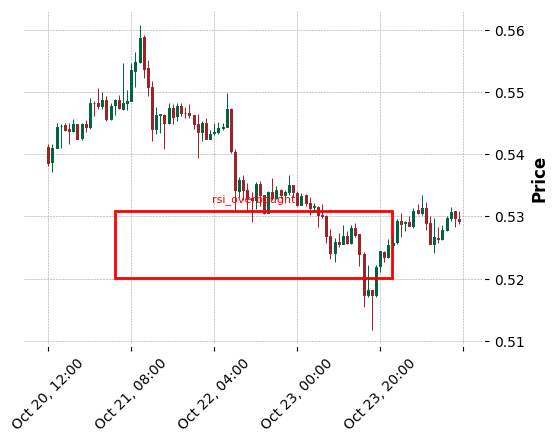 0.56
0.55
0.54
rsi_overbought
0.53
0.52
0.51
Price
Oct 20, 12:00
Oct 21, 08:00
Oct 22, 04:00
Oct 23, 00:00
Oct 23, 20:00